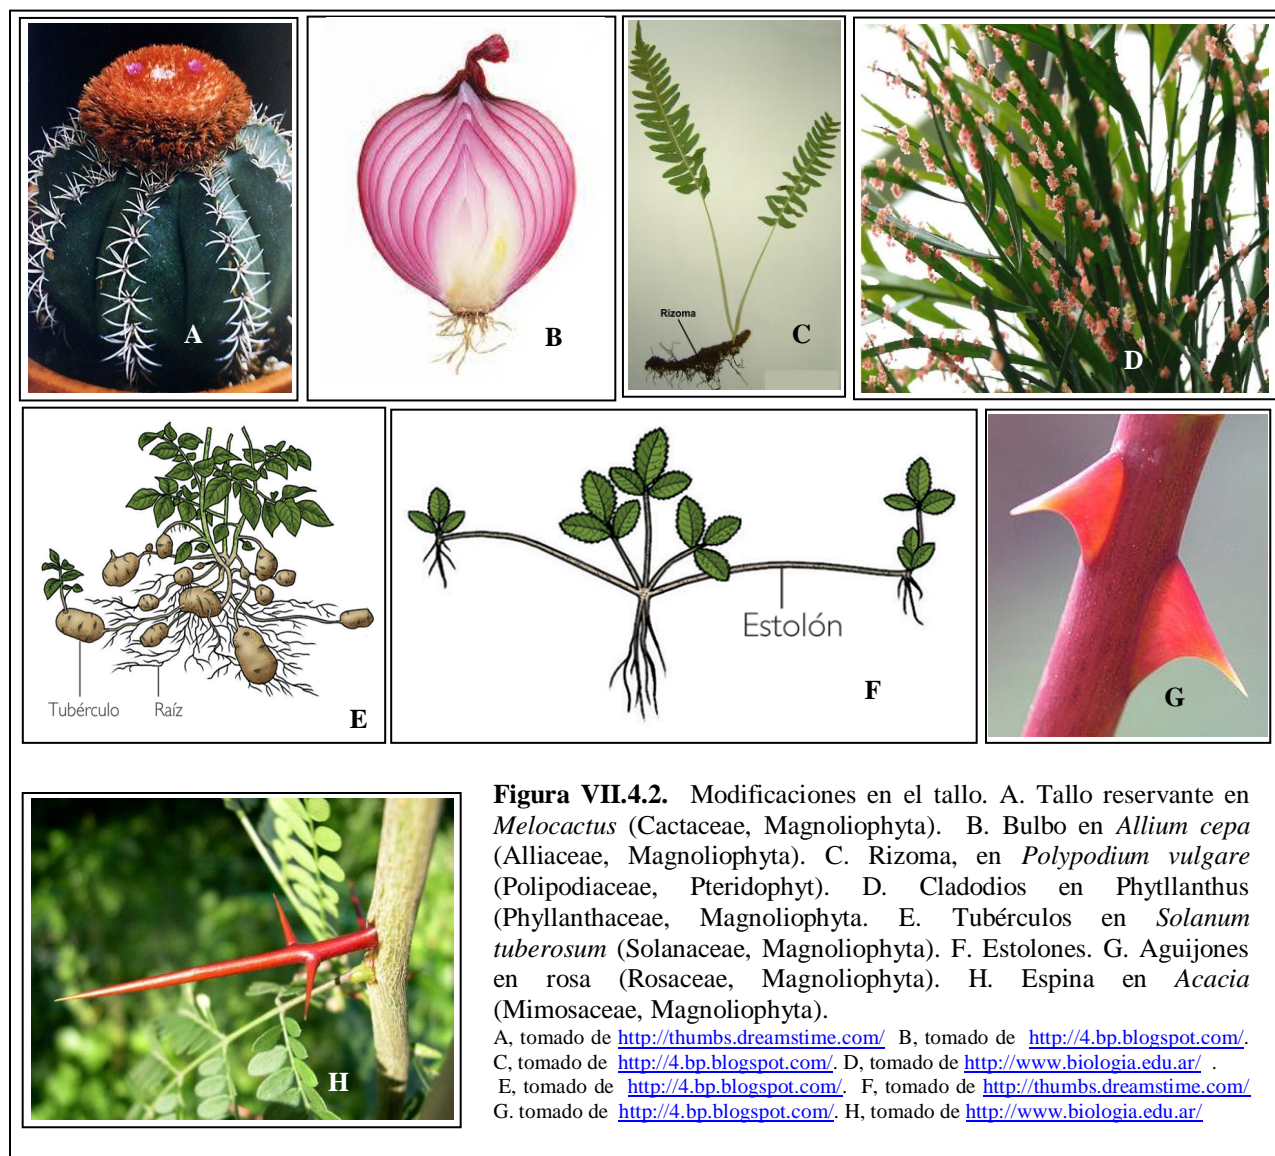 A
B
Rizoma
C
D
Tubérculo Raíz
E
Estolón
F
G
H
Figura VII.4.2. Modificaciones en el tallo. A. Tallo reservante en
Melocactus (Cactaceae, Magnoliophyta). B. Bulbo en Allium cepa
(Alliaceae, Magnoliophyta). C. Rizoma, en Polypodium vulgare
(Polipodiaceae, Pteridophyt). D. Cladodios en Phytllanthus
(Phyllanthaceae, Magnoliophyta. E. Tubérculos en Solanum
tuberosum (Solanaceae, Magnoliophyta). F. Estolones. G. Aguijones
en rosa (Rosaceae, Magnoliophyta). H. Espina en Acacia
(Mimosaceae, Magnoliophyta).
A, tomado de http://thumbs.dreamstime.com/ B, tomado de http://4.bp.blogspot.com/.
C, tomado de http://4.bp.blogspot.com/. D, tomado de http://www.biologia.edu.ar/ .
E, tomado de http://4.bp.blogspot.com/. F, tomado de http://thumbs.dreamstime.com/
G. tomado de http://4.bp.blogspot.com/. H, tomado de http://www.biologia.edu.ar/